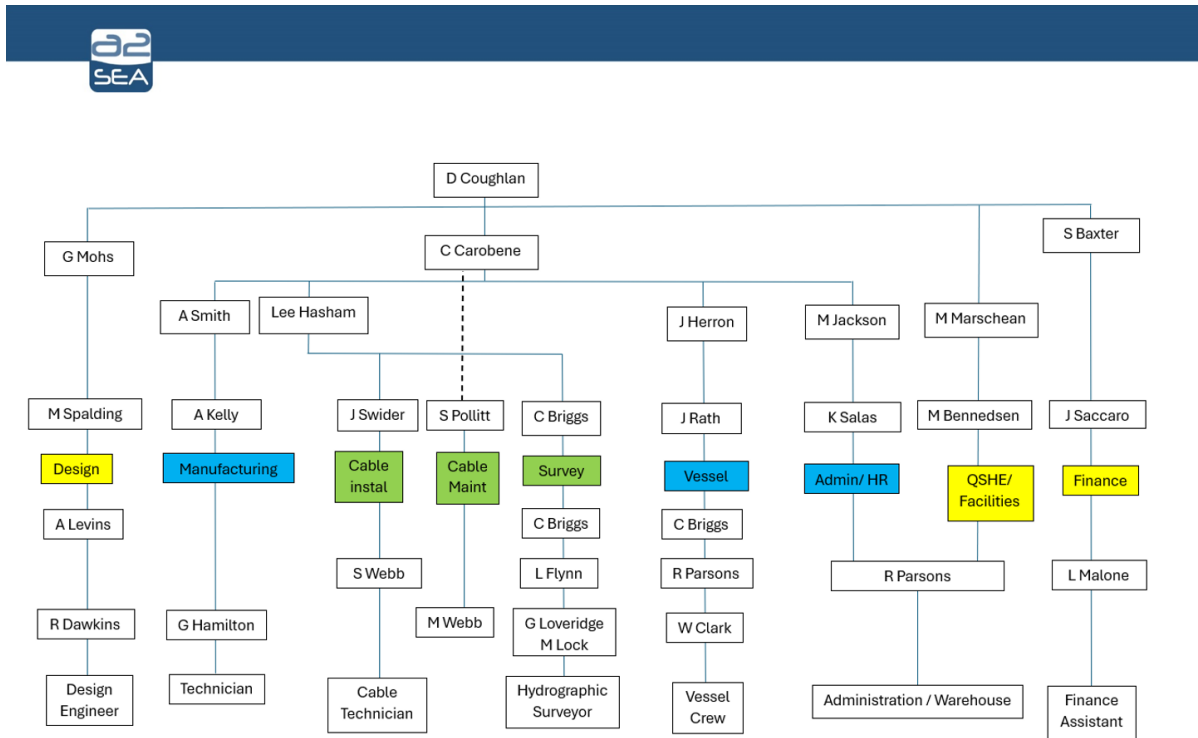 a2
SEA
D Coughlan
G Mohs
C Carobene
S Baxter
A Smith
Lee Hasham
J Herron
M Jackson
M Marschean
M Spalding
A Kelly
J Swider
S Pollitt
C Briggs
J Rath
K Salas
M Bennedsen
J Saccaro
Design
Manufacturing
Cable
instal
Cable
Maint
Survey
Vessel
Admin/ HR
QSHE/
Facilities
Finance
A Levins
C Briggs
C Briggs
S Webb
L Flynn
R Parsons
R Parsons
L Malone
R Dawkins
G Hamilton
M Webb
G Loveridge
M Lock
W Clark
Design
Engineer
Technician
Cable
Technician
Hydrographic
Surveyor
Vessel
Crew
Administration / Warehouse
Finance
Assistant